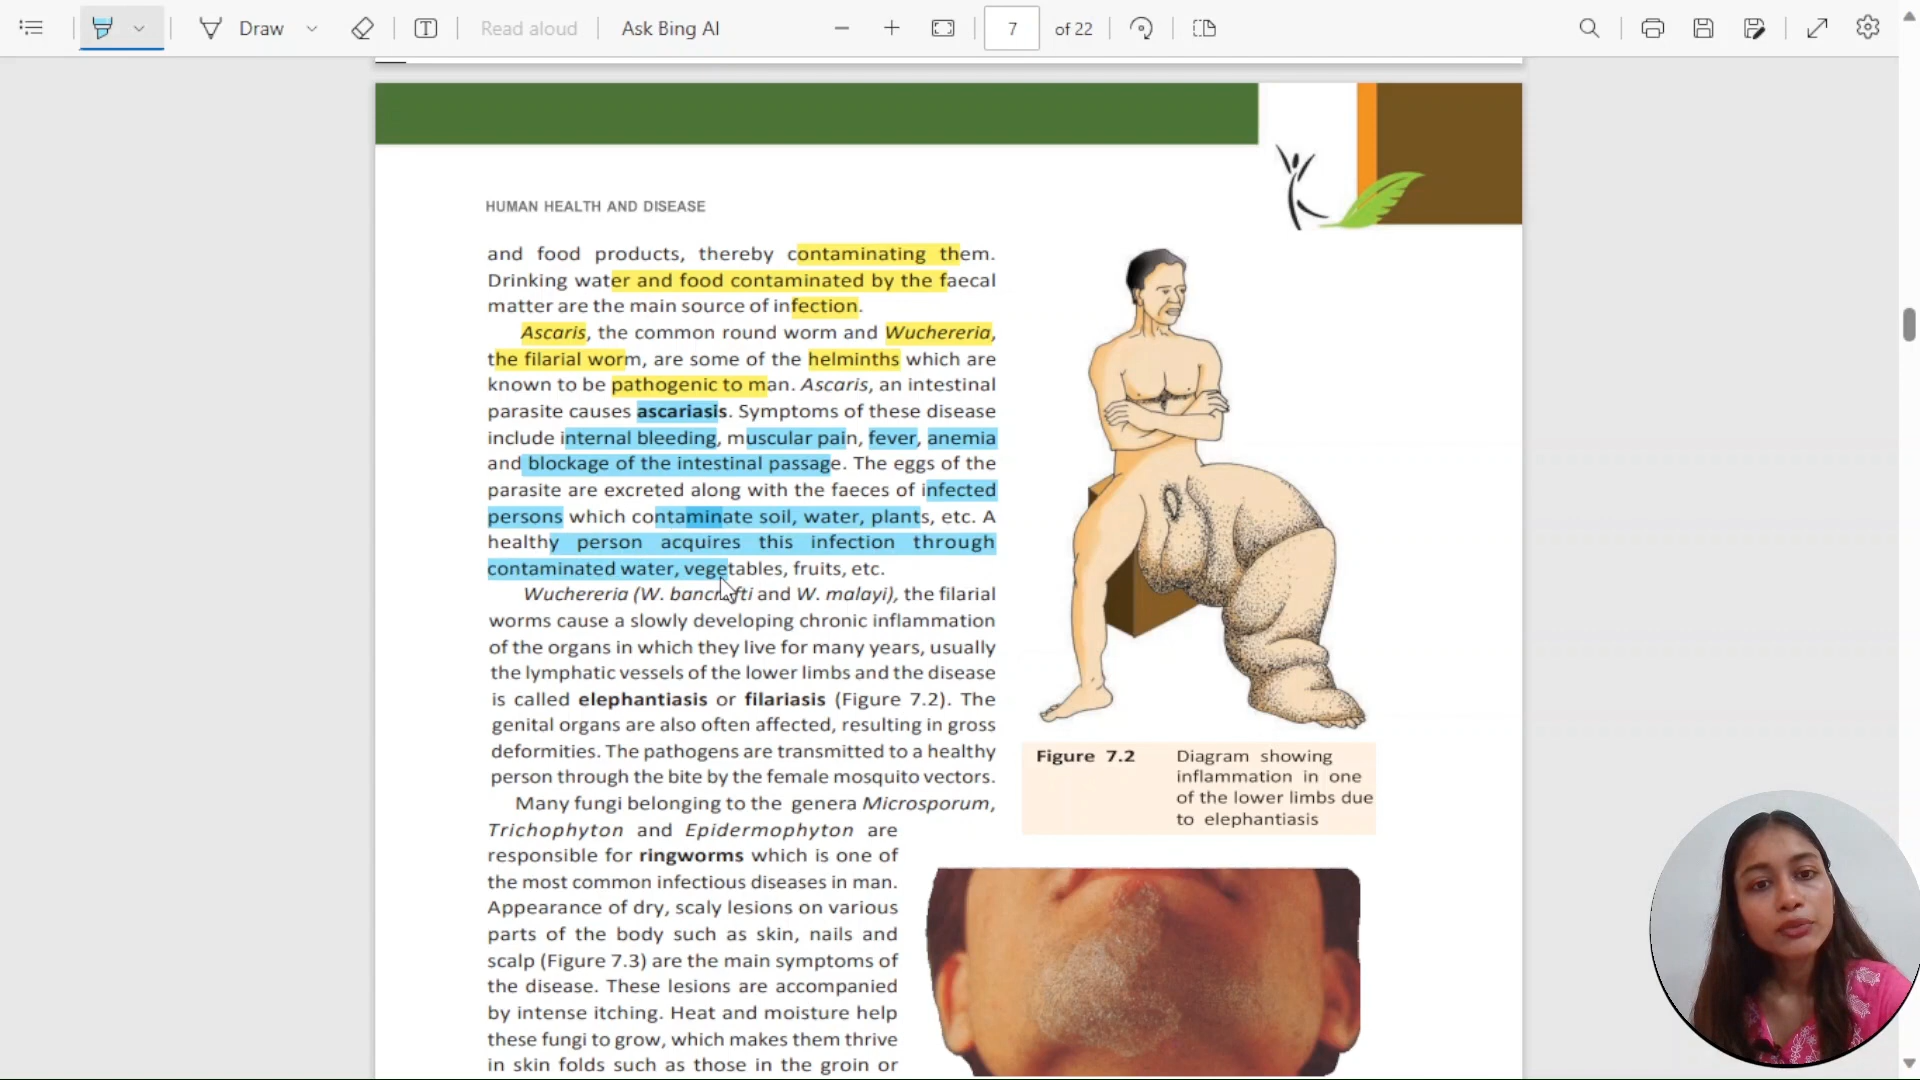 Draw
Read aloud
Ask Bing AI
7
of 22
HUMAN HEALTH AND DISEASE
and food products, thereby contaminating them.
Drinking water and food contaminated by the faecal
matter are the main source of infection.
Ascaris, the common round worm and Wuchereria,
the filarial worm, are some of the helminths which are
known to be pathogenic to man. Ascaris, an intestinal
parasite causes ascariasis. Symptoms of these disease
include internal bleeding, muscular pain, fever, anemia
and blockage of the intestinal passage. The eggs of the
parasite are excreted along with the faeces of infected
persons which contaminate soil, water, plants, etc. A
healthy person acquires this infection through
contaminated water, vegetables, fruits, etc.
Wuchereria (W. bancrofti and W. malayi), the filarial
worms cause a slowly developing chronic inflammation
of the organs in which they live for many years, usually
the lymphatic vessels of the lower limbs and the disease
is called elephantiasis or filariasis (Figure 7.2). The
genital organs are also often affected, resulting in gross
deformities. The pathogens are transmitted to a healthy
person through the bite by the female mosquito vectors.
Many fungi belonging to the genera Microsporum,
Trichophyton and Epidermophyton are
responsible for ringworms which is one of
the most common infectious diseases in man.
Appearance of dry, scaly lesions on various
parts of the body such as skin, nails and
scalp (Figure 7.3) are the main symptoms of
the disease. These lesions are accompanied
by intense itching. Heat and moisture help
these fungi to grow, which makes them thrive
in skin folds such as those in the groin or
Figure 7.2 Diagram showing
inflammation in one
of the lower limbs due
to elephantiasis